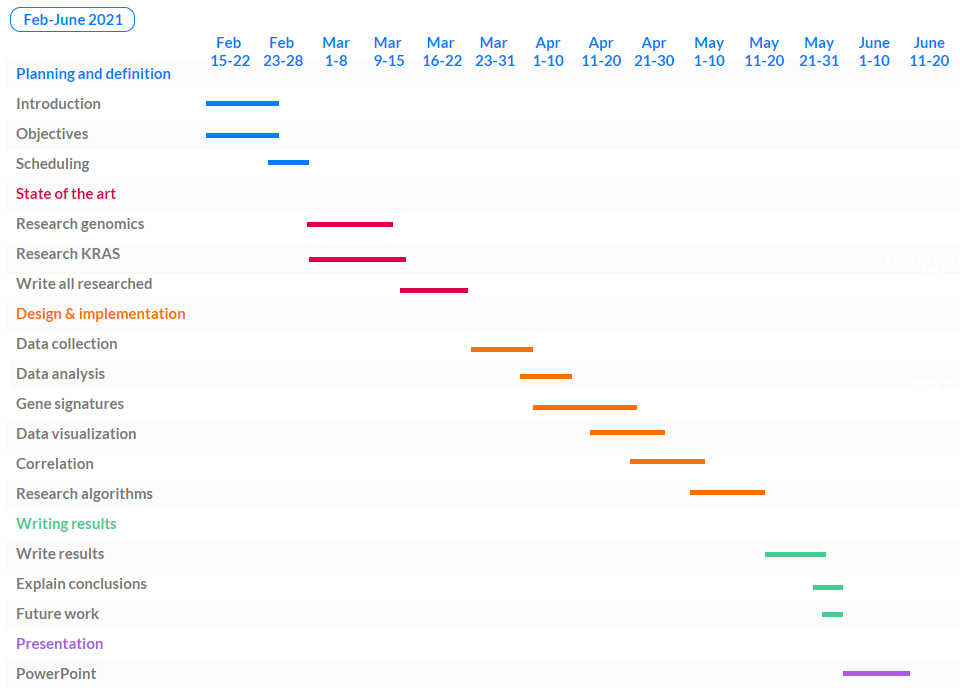 Feb-June 2021
Feb Feb Mar Mar Mar Mar Apr Apr Apr May May May June June
15-22 23-28 1-8 9-15 16-22 23-31 1-10 11-20 21-30 1-10 11-20 21-31 1-10 11-20
Planning and definition
Introduction
Objectives
Scheduling
State of the art
Research genomics
Research KRAS
Write all researched
Design & implementation
Data collection
Data analysis
Gene signatures
Data visualization
Correlation
Research algorithms
Writing results
Write results
Explain conclusions
Future work
Presentation
PowerPoint